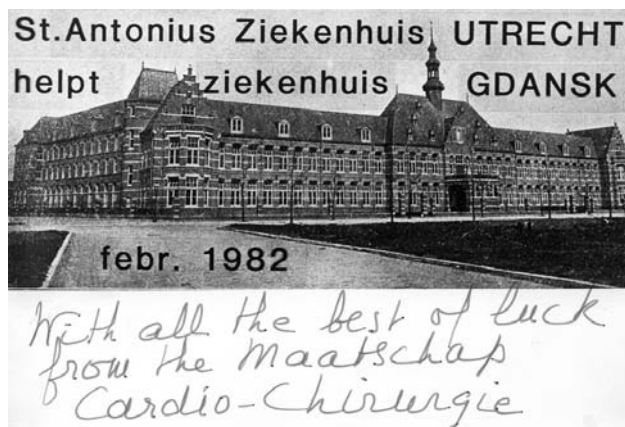 St.Antonius Ziekenhuis UTRECHT
helpt ziekenhuis GDANSK
febr. 1982
With all the best of luck
from the Maatschap
Cardio-Chirurgie